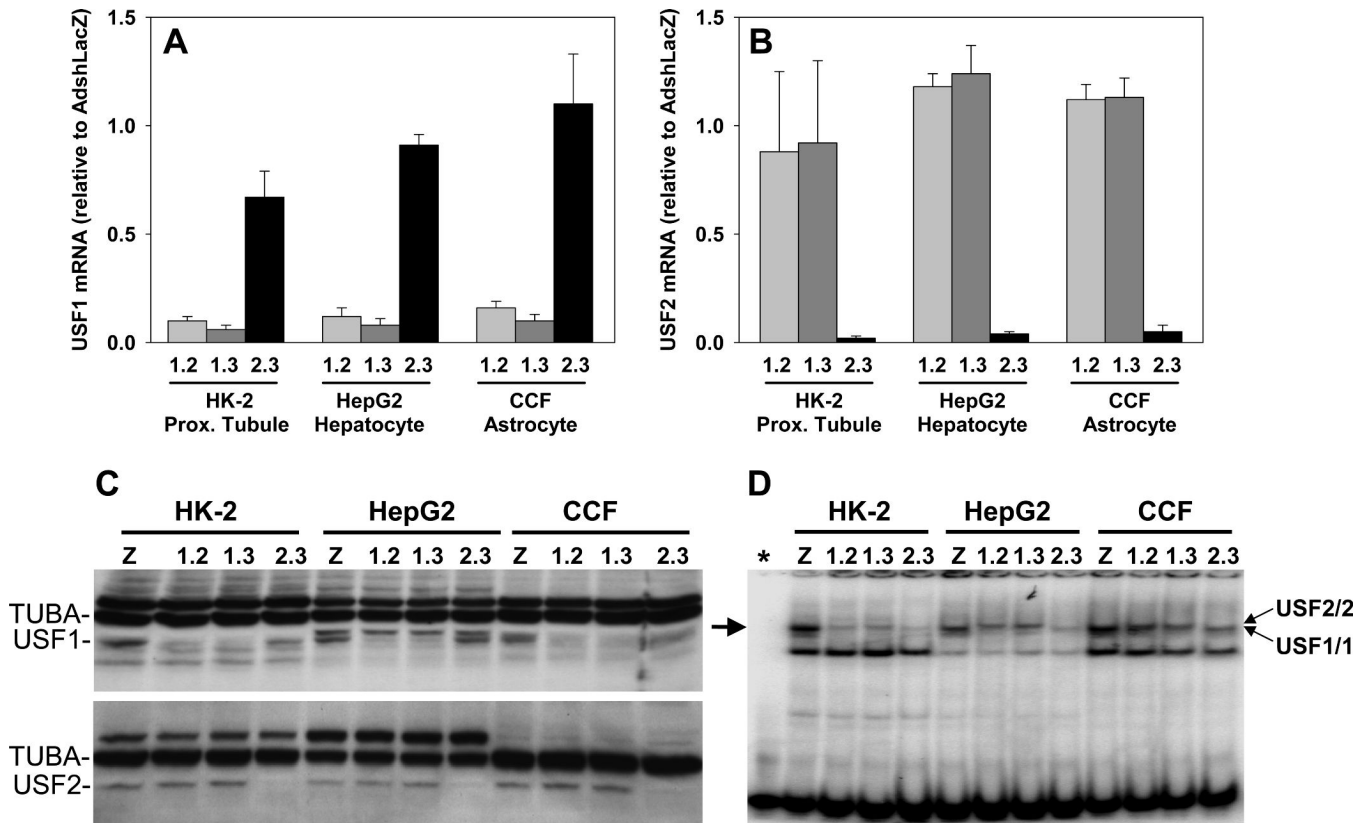 A
USF1 mRNA (relative to AdshLacZ)
1.5
1.0
0.5
0.0
1.2 1.3 2.3 1.2 1.3 2.3 1.2 1.3 2.3
HK-2 HepG2 CCF
Prox. Tubule Hepatocyte Astrocyte
B
USF2 mRNA (relative to AdshLacZ)
1.5
1.0
0.5
0.0
1.2 1.3 2.3 1.2 1.3 2.3 1.2 1.3 2.3
HK-2 HepG2 CCF
Prox. Tubule Hepatocyte Astrocyte
C
HK-2 HepG2 CCF
Z 1.2 1.3 2.3 Z 1.2 1.3 2.3 Z 1.2 1.3 2.3
TUBA-
USF1-
TUBA-
USF2-
D
HK-2 HepG2 CCF
* Z 1.2 1.3 2.3 Z 1.2 1.3 2.3 Z 1.2 1.3 2.3
USF2/2
USF1/1